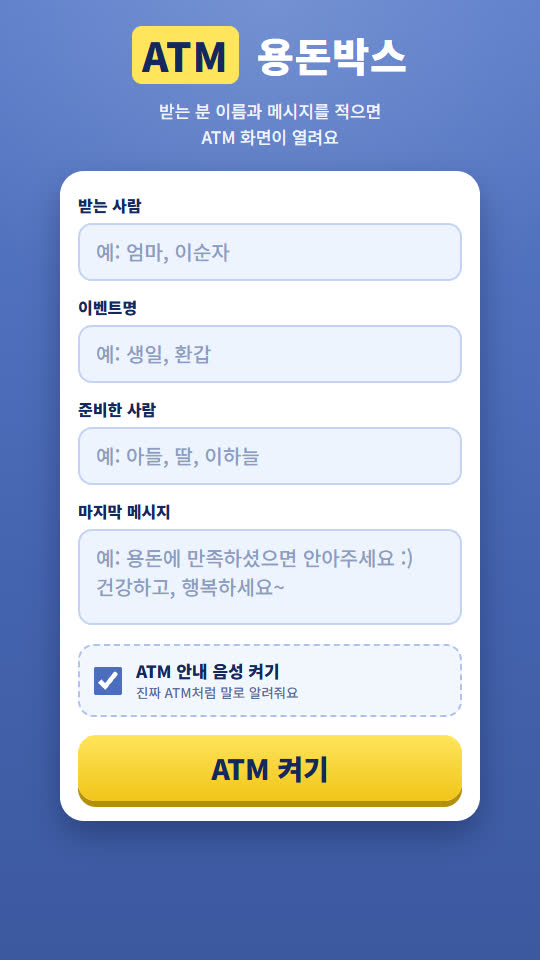 ATM 용돈박스
받는 분 이름과 메시지를 적으면
ATM 화면이 열려요
받는 사람
예: 엄마, 이순자
이벤트명
예: 생일, 환갑
준비한 사람
예: 아들, 딸, 이하늘
마지막 메시지
예: 용돈에 만족하셨으면 안아주세요 :)
건강하고, 행복하세요~
ATM 안내 음성 켜기
진짜 ATM처럼 말로 알려줘요
ATM 켜기